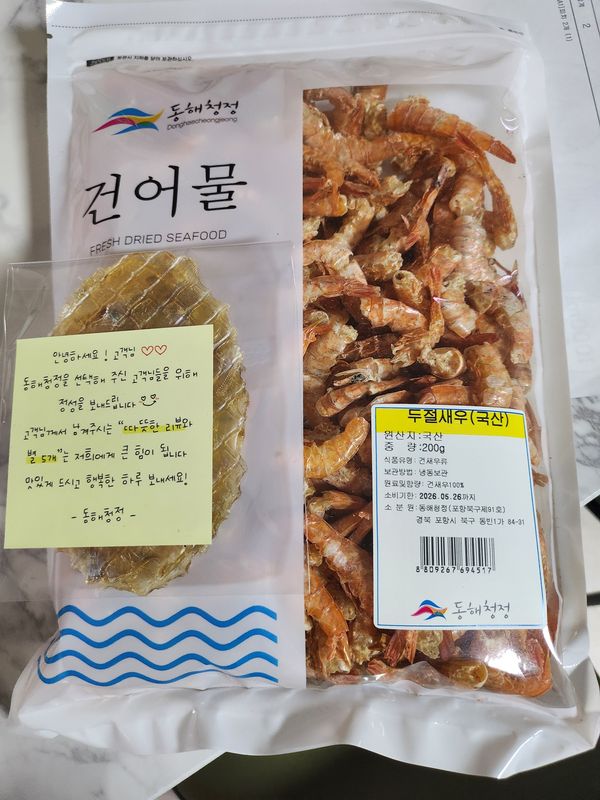 동해청정
Donghaecheongjeong
건어물
FRESH DRIED SEAFOOD
안녕하세요! 고객님
동해청정을 선택해 주신 고객님들을 위해
정성을 보내드립니다
고객님께서 남겨주시는 "따뜻한 리뷰와
별 5개"는 저희에게 큰 힘이 됩니다
맛있게 드시고 행복한 하루 보내세요!
- 동해청정 -
두절새우(국산)
원산지:국산
중 량:200g
식품유형: 건새우류
보관방법: 냉동보관
원료및함량: 건새우100%
소비기한: 2026.05.26까지
소 분 원: 동해청정(포항북구제91호)
경북 포항시 북구 동빈1가 84-31
8809267694517
동해청정